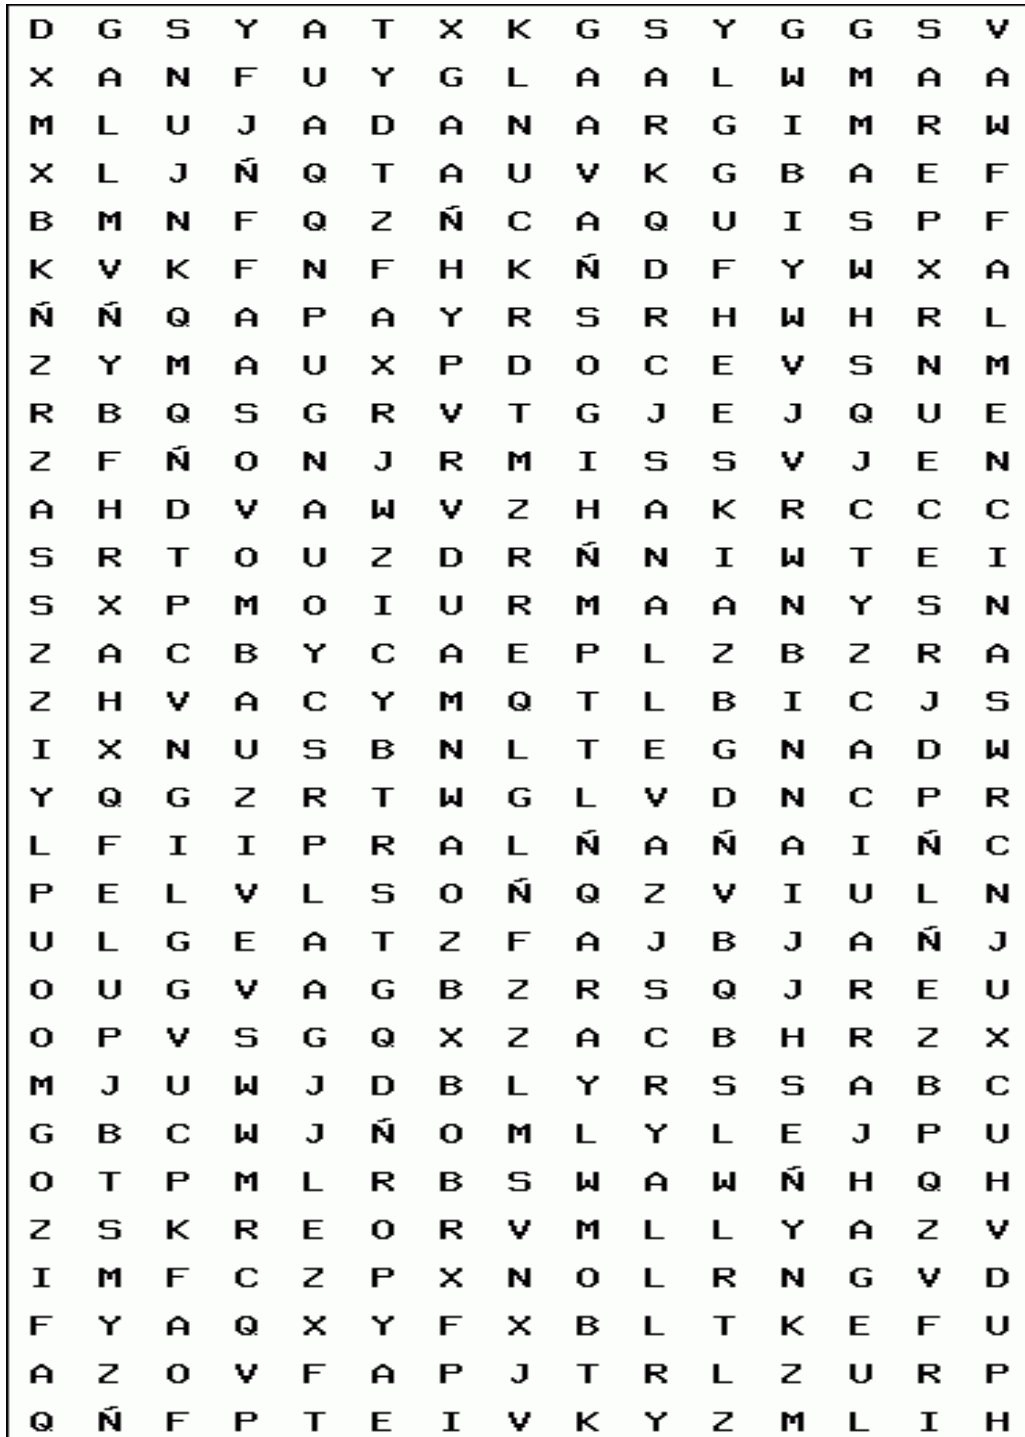 D G S Y A T X K G S Y G G S V
X A N F U Y G L A A L W M A A
M L U J A D A N A R G I M R W
X L J Ñ Q T A U V K G B A E F
B M N F Q Z Ñ C A Q U I S P F
K V K F N F H K Ñ D F Y W X A
Ñ Ñ Q A P A Y R S R H W H R L
Z Y M A U X P D O C E V S N M
R B Q S G R V T G J E J Q U E
Z F Ñ O N J R M I S S V J E N
A H D V A W V Z H A K R C C C
S R T O U Z D R Ñ N I W T E I
S X P M O I U R M A A N Y S N
Z A C B Y C A E P L Z B Z R A
Z H V A C Y M Q T L B I C J S
I X N U S B N L T E G N A D W
Y Q G Z R T W G L V D N C P R
L F I I P R A L Ñ A Ñ A I Ñ C
P E L V L S O Ñ Q Z V I U L N
U L G E A T Z F A J B J A Ñ J
O U G V A G B Z R S Q J R E U
O P V S G Q X Z A C B H R Z X
M J U W J D B L Y R S S A B C
G B C W J Ñ O M L Y L E J P U
O T P M L R B S W A W Ñ H Q H
Z S K R E O R V M L L Y A Z V
I M F C Z P X N O L R N G V D
F Y A Q X Y F X B L T K E F U
A Z O V F A P J T R L Z U R P
Q Ñ F P T E I V K Y Z M L I H